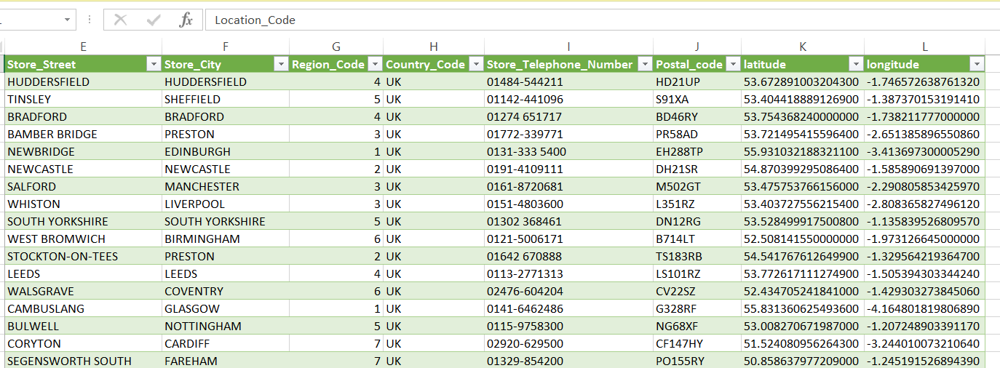 Location_Code
E F G H I J K L
Store_Street Store_City Region_Code Country_Code Store_Telephone_Number Postal_code latitude longitude
HUDDERSFIELD HUDDERSFIELD 4 UK 01484-544211 HD21UP 53.672891003204300 -1.746572638761320
TINSLEY SHEFFIELD 5 UK 01142-441096 S91XA 53.404418889126900 -1.387370153191410
BRADFORD BRADFORD 4 UK 01274 651717 BD46RY 53.754368240000000 -1.738211777000000
BAMBER BRIDGE PRESTON 3 UK 01772-339771 PR58AD 53.721495415596400 -2.651385896550860
NEWBRIDGE EDINBURGH 1 UK 0131-333 5400 EH288TP 55.931032188321100 -3.413697300005290
NEWCASTLE NEWCASTLE 2 UK 0191-4109111 DH21SR 54.870399295086400 -1.585890691397000
SALFORD MANCHESTER 3 UK 0161-8720681 M502GT 53.475753766156000 -2.290805853425970
WHISTON LIVERPOOL 3 UK 0151-4803600 L351RZ 53.403727556215400 -2.808365827496120
SOUTH YORKSHIRE SOUTH YORKSHIRE 5 UK 01302 368461 DN12RG 53.528499917500800 -1.135839526809570
WEST BROMWICH BIRMINGHAM 6 UK 0121-5006171 B714LT 52.508141550000000 -1.973126645000000
STOCKTON-ON-TEES PRESTON 2 UK 01642 670888 TS183RB 54.541767612649900 -1.329564219364700
LEEDS LEEDS 4 UK 0113-2771313 LS101RZ 53.772617111274900 -1.505394303344240
WALSGRAVE COVENTRY 6 UK 02476-604204 CV22SZ 52.434705241841000 -1.429303273845060
CAMBUSLANG GLASGOW 1 UK 0141-6462486 G328RF 55.831360625493600 -4.164801819806890
BULWELL NOTTINGHAM 5 UK 0115-9758300 NG68XF 53.008270671987000 -1.207248903391170
CORYTON CARDIFF 7 UK 02920-629500 CF147HY 51.524080956264300 -3.244010073210640
SEGENSWORTH SOUTH FAREHAM 7 UK 01329-854200 PO155RY 50.858637977209000 -1.245191526894390